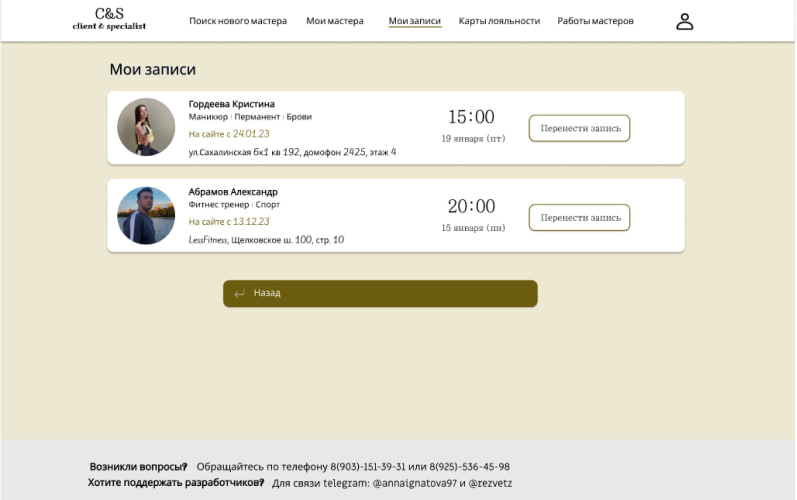 C&S
client & specialist
Поиск нового мастера Мои мастера Мои записи Карты лояльности Работы мастеров
Мои записи
Гордеева Кристина
Маникюр | Перманент | Брови
На сайте с 24.01.23
ул.Сахалинская 6к1 кв 192, домофон 2425, этаж 4
15:00
19 января (пт)
Перенести запись
Абрамов Александр
Фитнес тренер | Спорт
На сайте с 13.12.23
LessFitness, Щелковское ш. 100, стр. 10
20:00
15 января (пн)
Перенести запись
Назад
Возникли вопросы? Обращайтесь по телефону 8(903)-151-39-31 или 8(925)-536-45-98
Хотите поддержать разработчиков? Для связи telegram: @annaignatova97 и @rezvetz